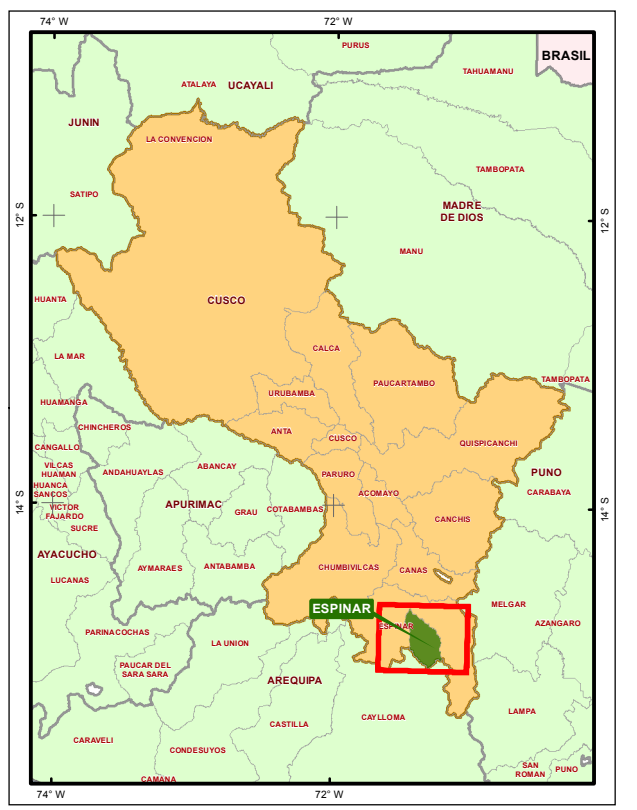 74° W
72° W
PURUS
BRASIL
TAHUAMANU
ATALAYA
UCAYALI
JUNIN
LA CONVENCION
TAMBOPATA
SATIPO
MADRE
DE DIOS
12° S
12° S
MANU
HUANTA
CUSCO
LA MAR
CALCA
PAUCARTAMBO
TAMBOPATA
URUBAMBA
HUAMANGA
CHINCHEROS
ANTA
CUSCO
QUISPICANCHI
CANGALLO
VILCAS
HUAMAN
ANDAHUAYLAS
ABANCAY
PARURO
PUNO
HUANCA
SANCOS
ACOMAYO
CARABAYA
14° S
14° S
VICTOR
FAJARDO
APURIMAC
GRAU
COTABAMBAS
CANCHIS
SUCRE
AYACUCHO
AYMARAES
ANTABAMBA
CHUMBIVILCAS
CANAS
LUCANAS
MELGAR
ESPINAR
AZANGARO
ESPINAR
PARINACOCHAS
LA UNION
PAUCAR DEL
SARA SARA
AREQUIPA
LAMPA
CAYLLOMA
CASTILLA
CARAVELI
CONDESUYOS
SAN
ROMAN
PUNO
CAMANA
74° W
72° W